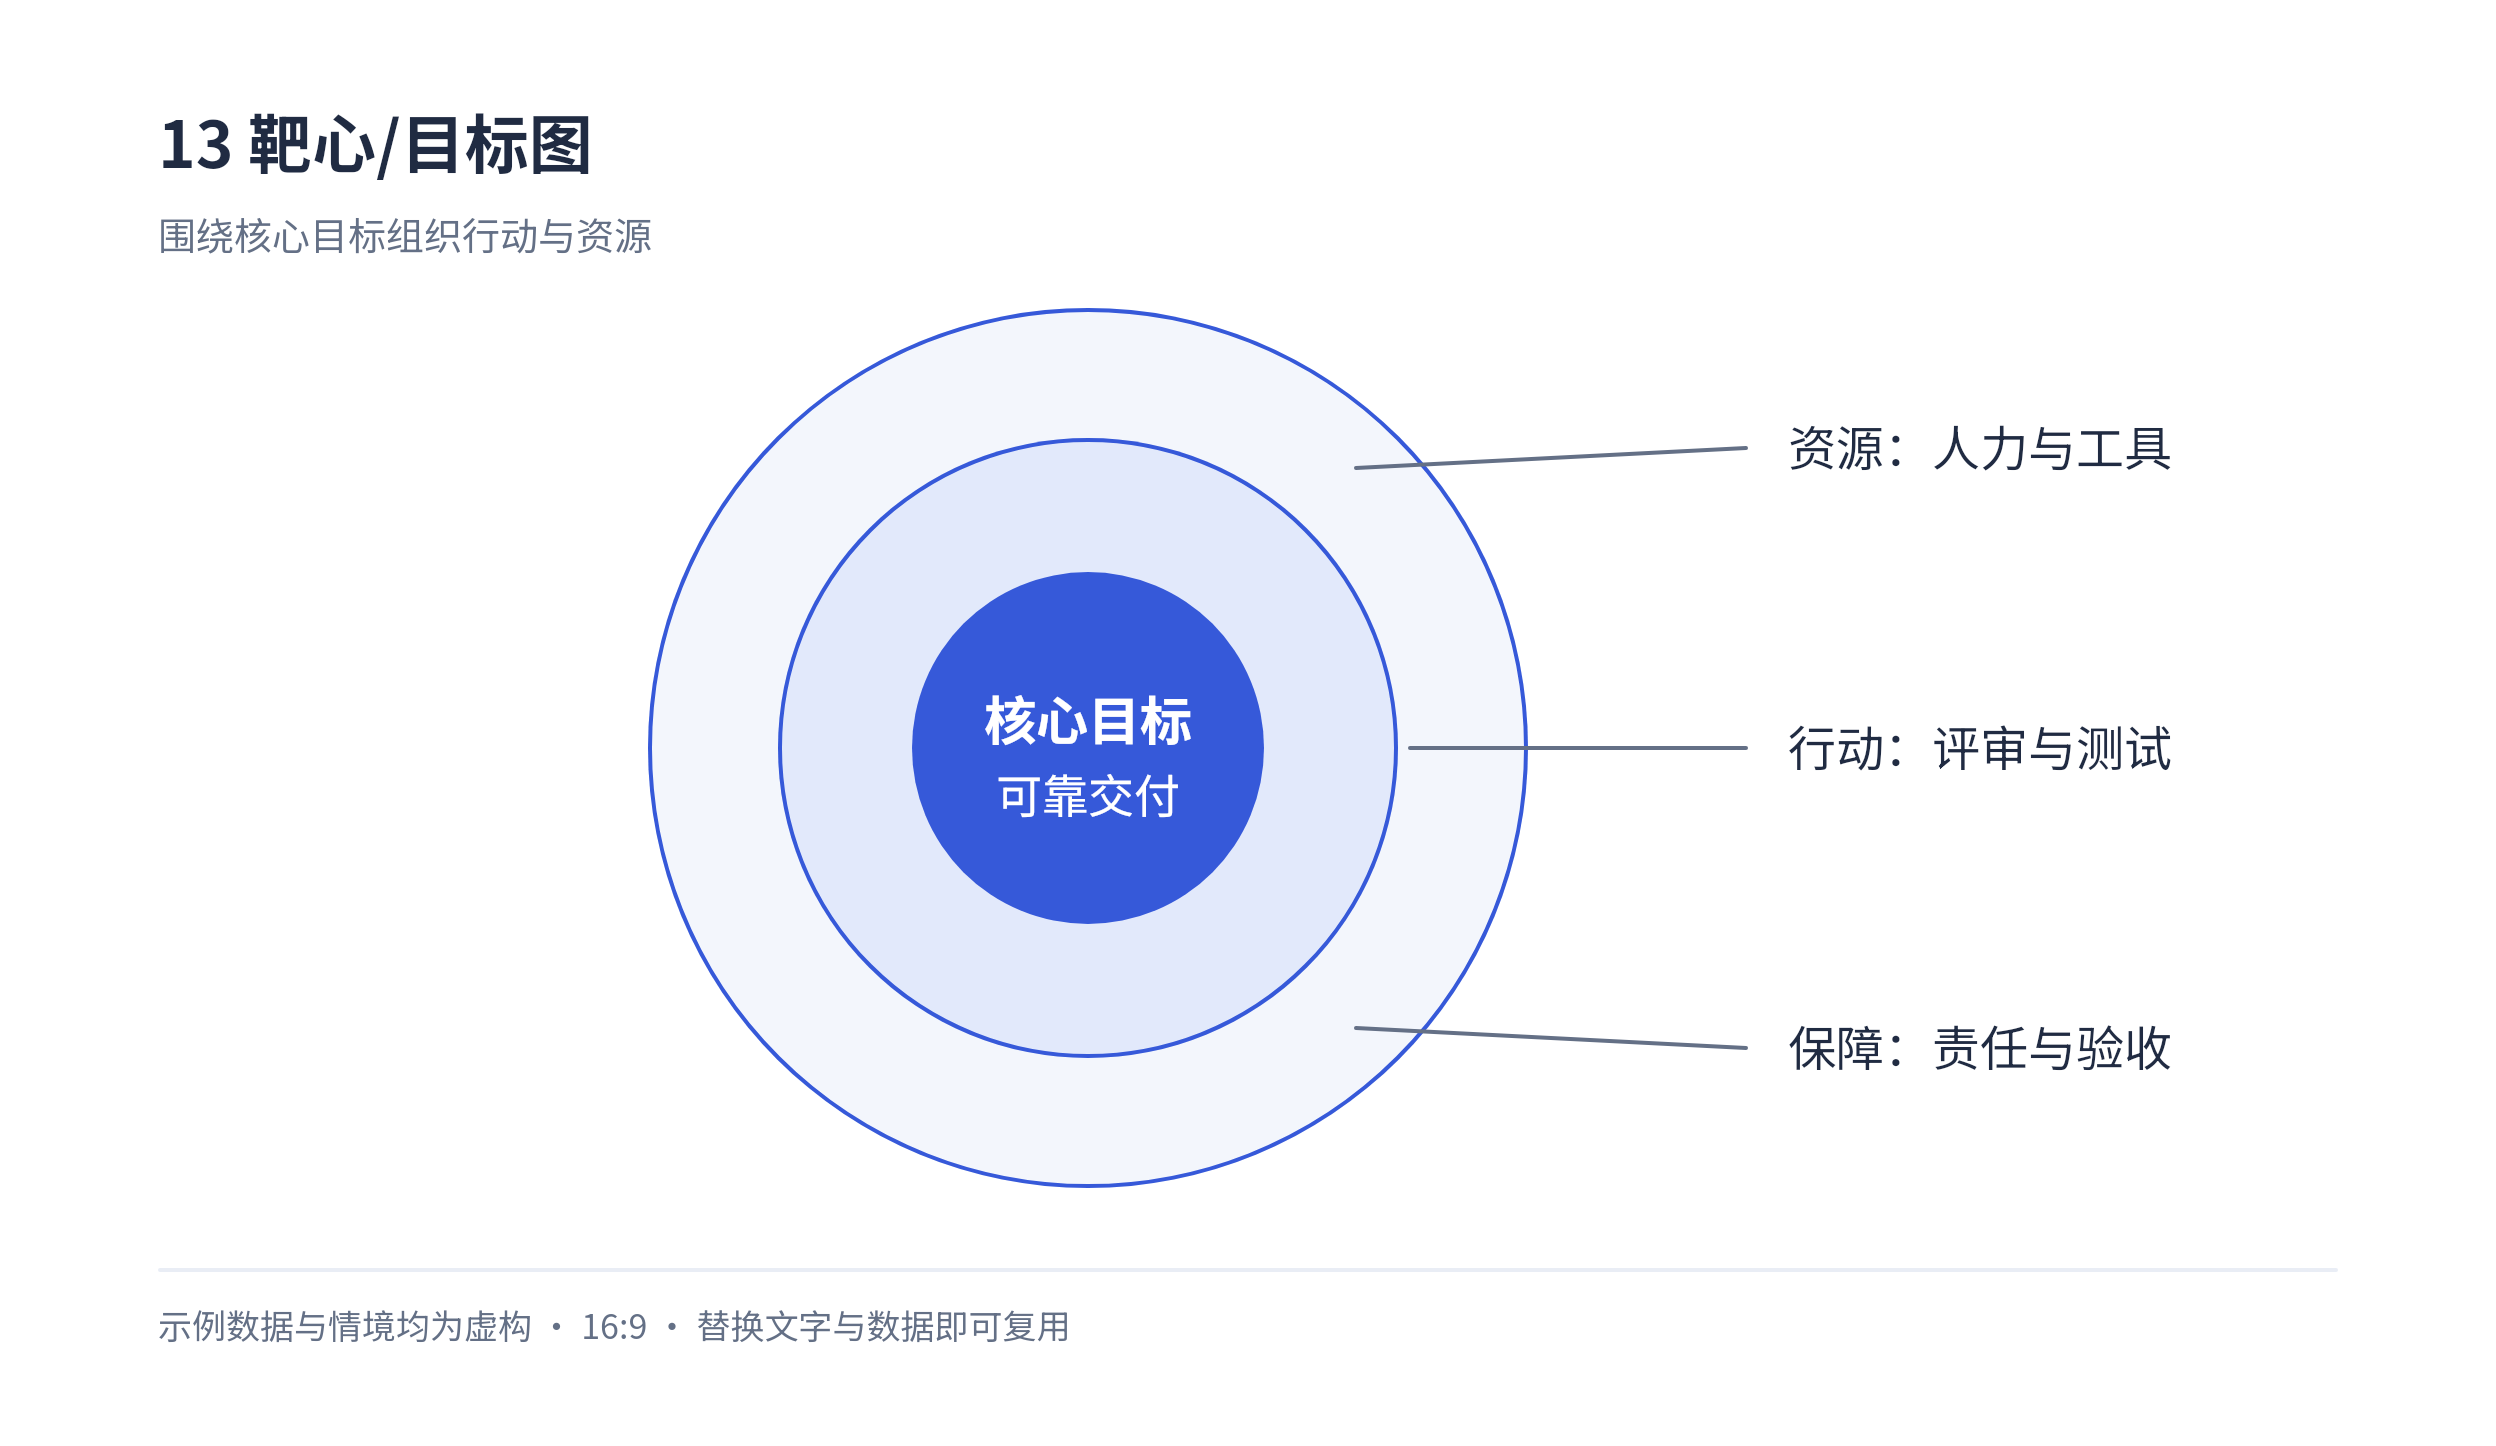 13 靶心/目标图
围绕核心目标组织行动与资源
资源：人力与工具
核心目标
可靠交付
行动：评审与测试
保障：责任与验收
示例数据与情境均为虚构 • 16:9 • 替换文字与数据即可复用